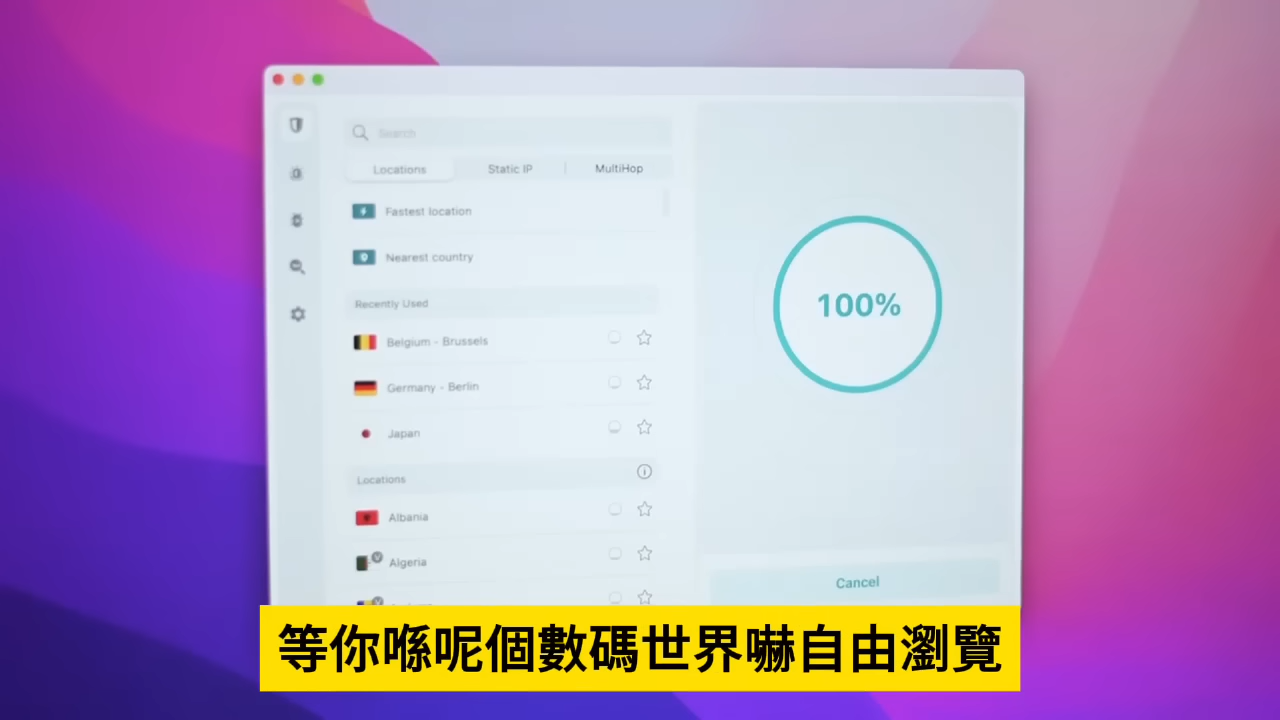 Search
Locations
Static IP
MultiHop
Fastest location
Nearest country
Recently Used
Belgium - Brussels
Germany - Berlin
Japan
Locations
Albania
Algeria
100%
Cancel
等你喺呢個數碼世界嚇自由瀏覽